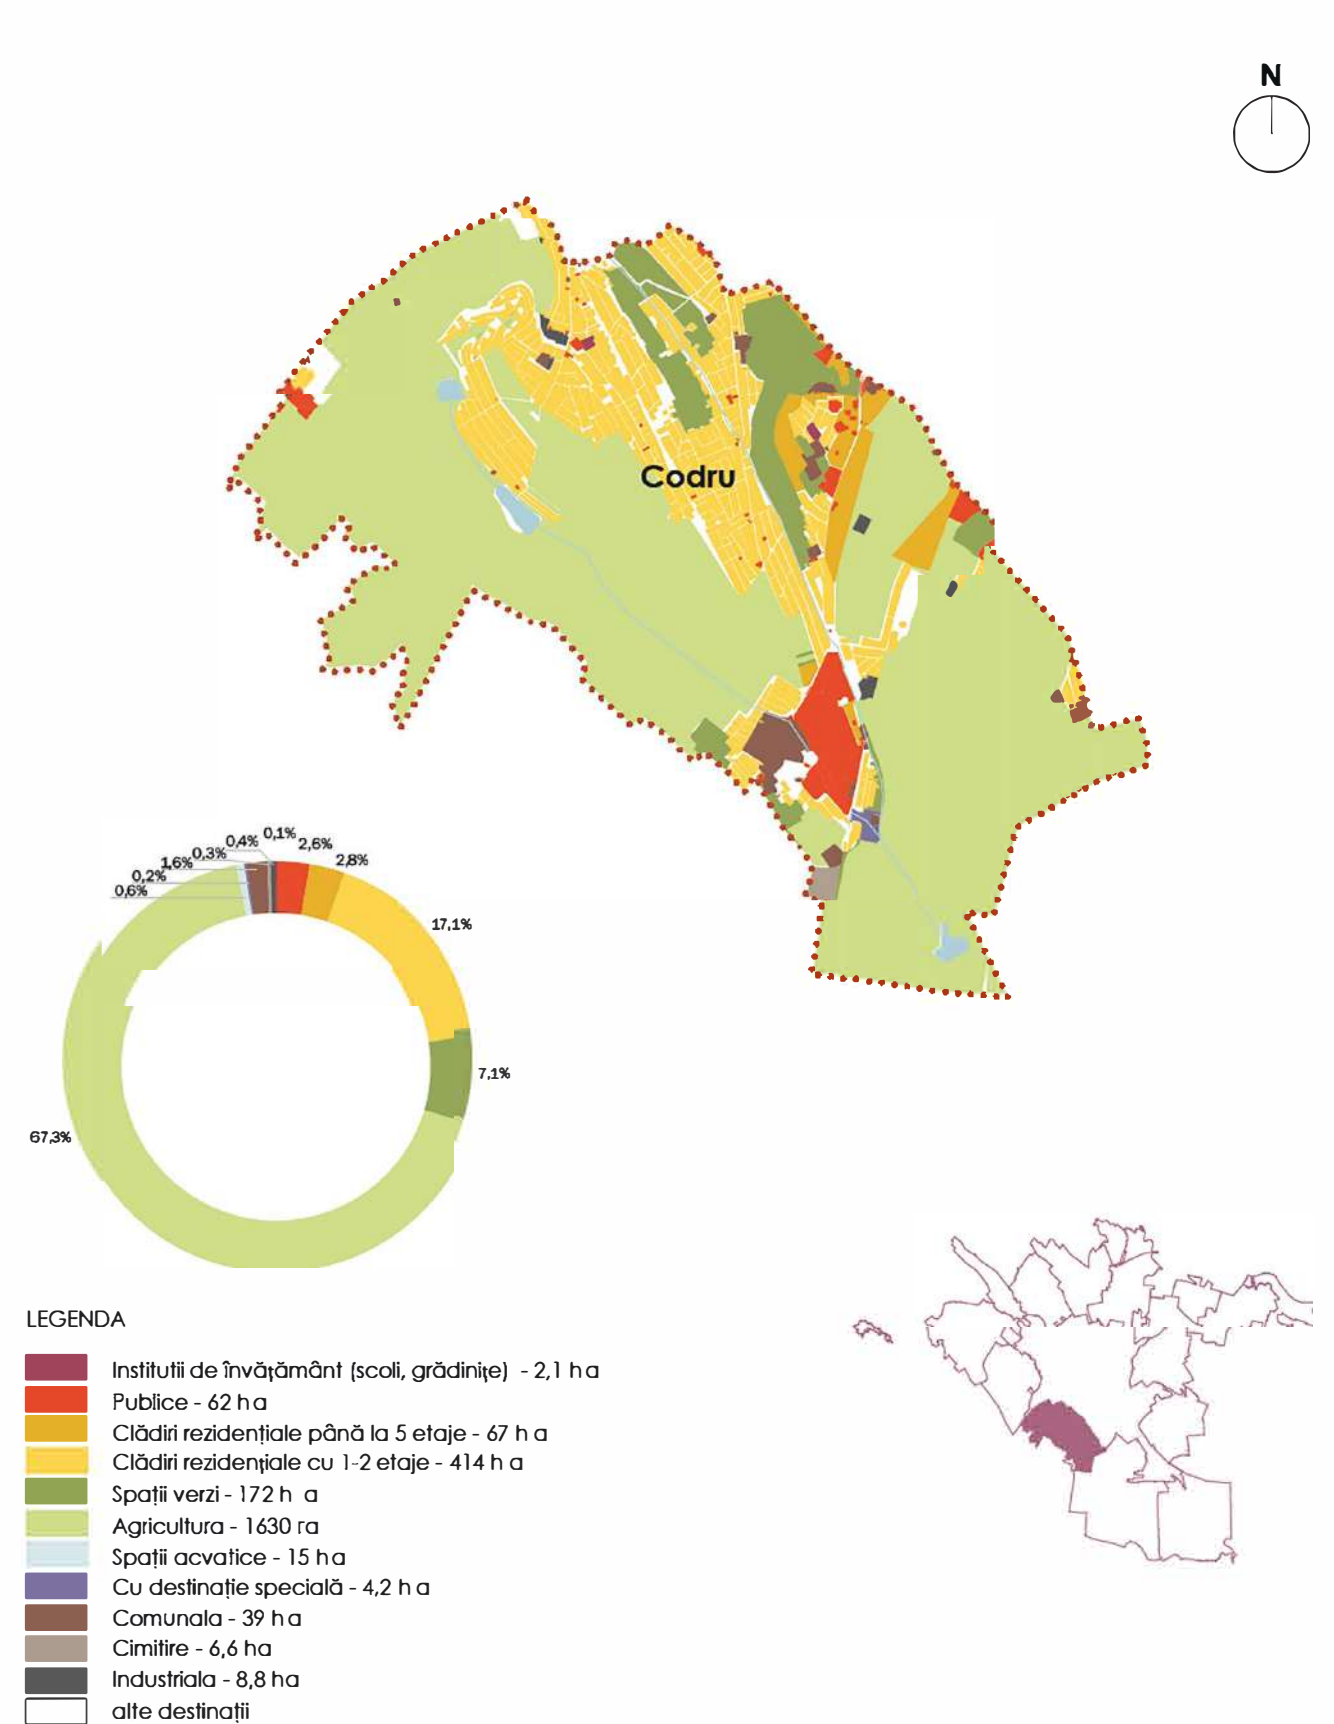 N
Codru
0,4% 0,1% 2,6%
1,6% 0,3% 2,8%
0,2%
0,6%
17,1%
7,1%
67,3%
LEGENDA
Institutii de învățământ (scoli, grădinițe) - 2,1 ha
Publice - 62 ha
Clădiri rezidențiale până la 5 etaje - 67 ha
Clădiri rezidențiale cu 1-2 etaje - 414 ha
Spații verzi - 172 h a
Agricultura - 1630 ra
Spații acvatice - 15 ha
Cu destinație specială - 4,2 ha
Comunala - 39 ha
Cimitire - 6,6 ha
Industriala - 8,8 ha
alte destinații